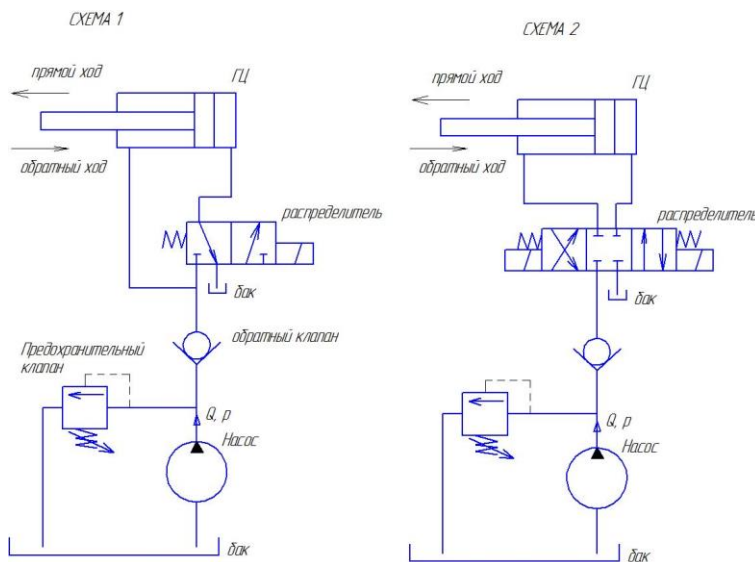 СХЕМА 1
прямой ход
ГЦ
обратный ход
распределитель
бак
обратный клапан
Предохранительный
клапан
Q, p
Насос
бак
СХЕМА 2
прямой ход
ГЦ
обратный ход
распределитель
бак
Q, p
Насос
бак